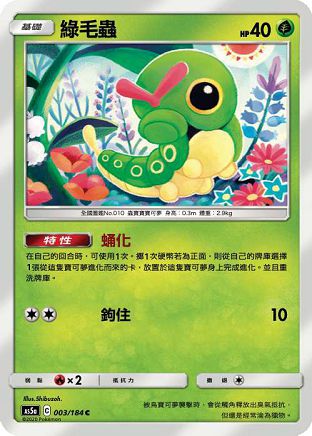 基礎 綠毛蟲 HP40
全國圖鑑No.010 蟲寶寶寶可夢 身高：0.3m 體重：2.9kg
特性 蛹化
在自己的回合時，可使用1次。擲1次硬幣若為正面，則從自己的牌庫選擇
1張從這隻寶可夢進化而來的卡，放置於這隻寶可夢身上完成進化。並且重
洗牌庫。
鉤住 10
弱點 ×2 抵抗力 撤退
Illus.Shibuzoh.
AS5a G 003/184 C
©2020 Pokémon
被鳥寶可夢襲擊時，會從觸角釋放出臭氣抵抗，
但還是經常淪為獵物。